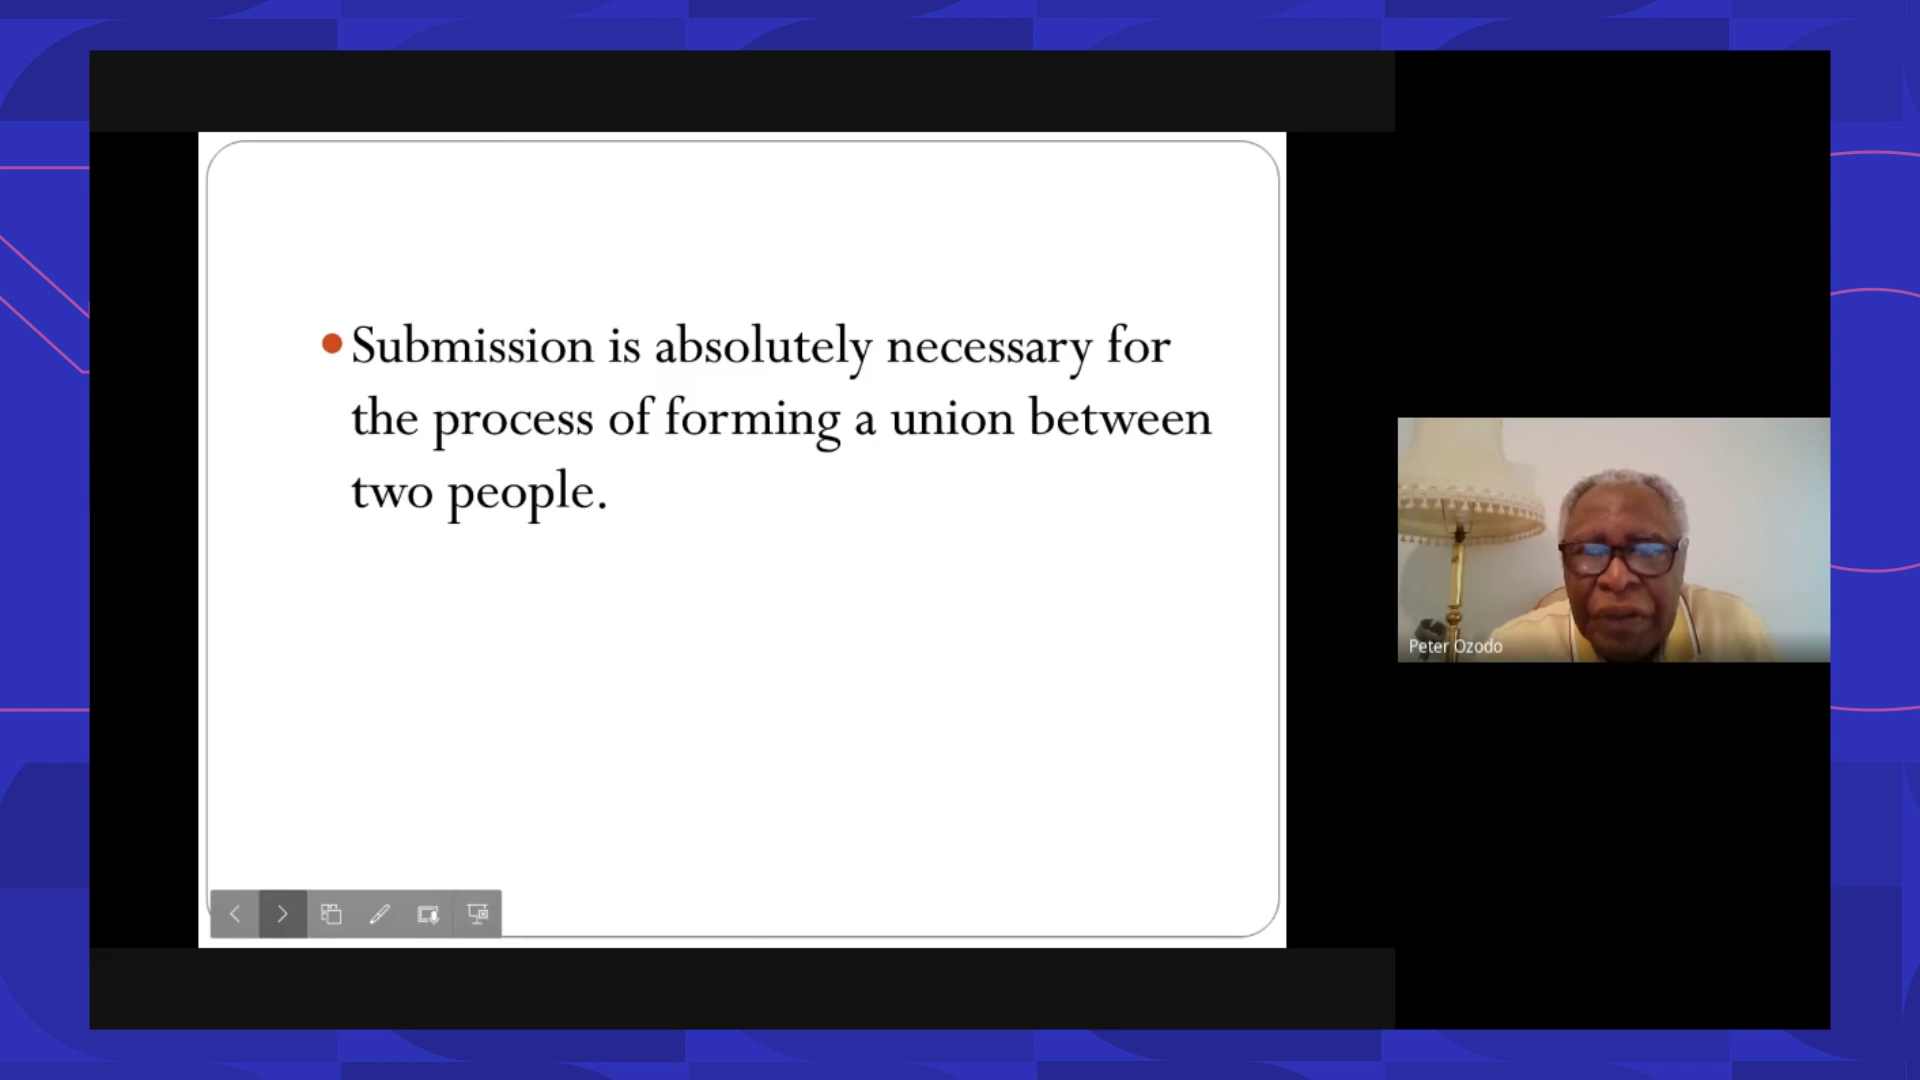 Submission is absolutely necessary for
the process of forming a union between
two people.
Peter Ozodo